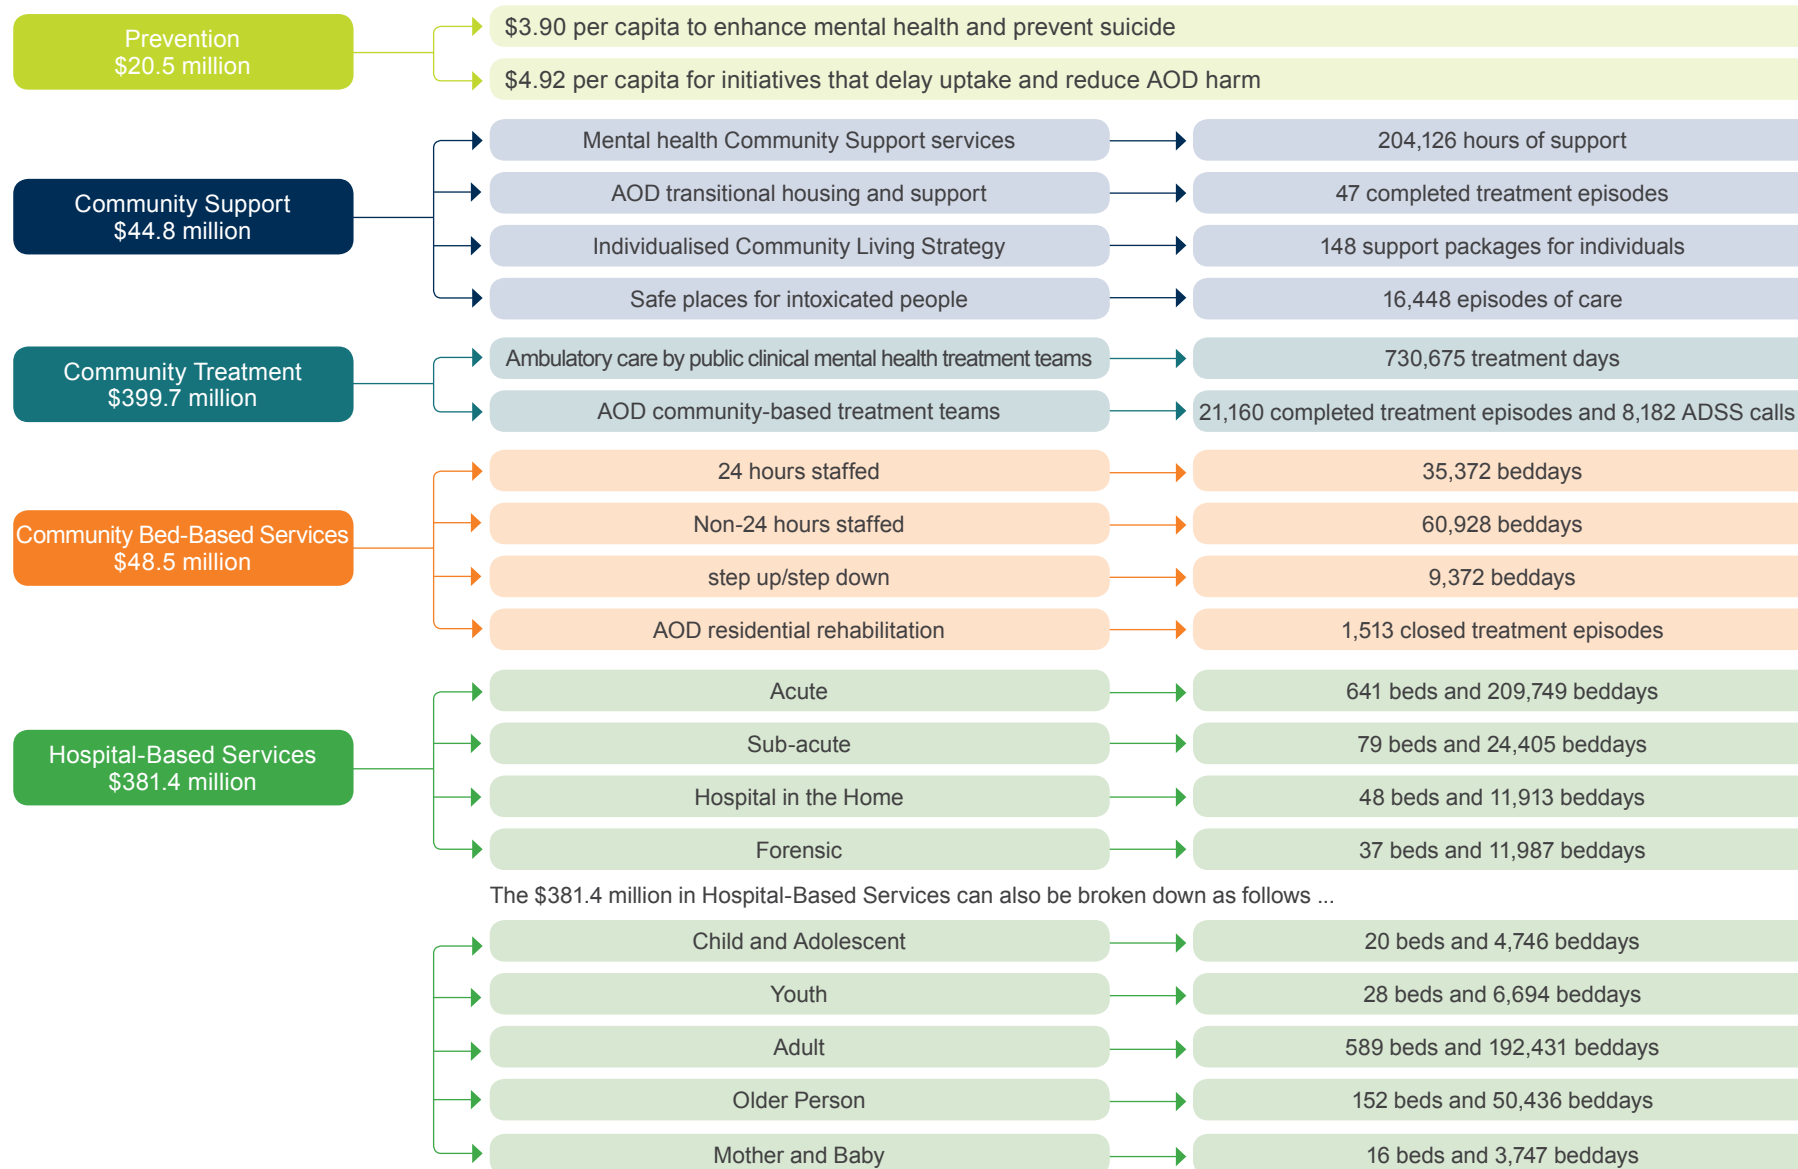 Prevention
$20.5 million
$3.90 per capita to enhance mental health and prevent suicide
$4.92 per capita for initiatives that delay uptake and reduce AOD harm
Community Support
$44.8 million
Mental health Community Support services
204,126 hours of support
AOD transitional housing and support
47 completed treatment episodes
Individualised Community Living Strategy
148 support packages for individuals
Safe places for intoxicated people
16,448 episodes of care
Community Treatment
$399.7 million
Ambulatory care by public clinical mental health treatment teams
730,675 treatment days
AOD community-based treatment teams
21,160 completed treatment episodes and 8,182 ADSS calls
Community Bed-Based Services
$48.5 million
24 hours staffed
35,372 beddays
Non-24 hours staffed
60,928 beddays
step up/step down
9,372 beddays
AOD residential rehabilitation
1,513 closed treatment episodes
Hospital-Based Services
$381.4 million
Acute
641 beds and 209,749 beddays
Sub-acute
79 beds and 24,405 beddays
Hospital in the Home
48 beds and 11,913 beddays
Forensic
37 beds and 11,987 beddays
The $381.4 million in Hospital-Based Services can also be broken down as follows ...
Child and Adolescent
20 beds and 4,746 beddays
Youth
28 beds and 6,694 beddays
Adult
589 beds and 192,431 beddays
Older Person
152 beds and 50,436 beddays
Mother and Baby
16 beds and 3,747 beddays